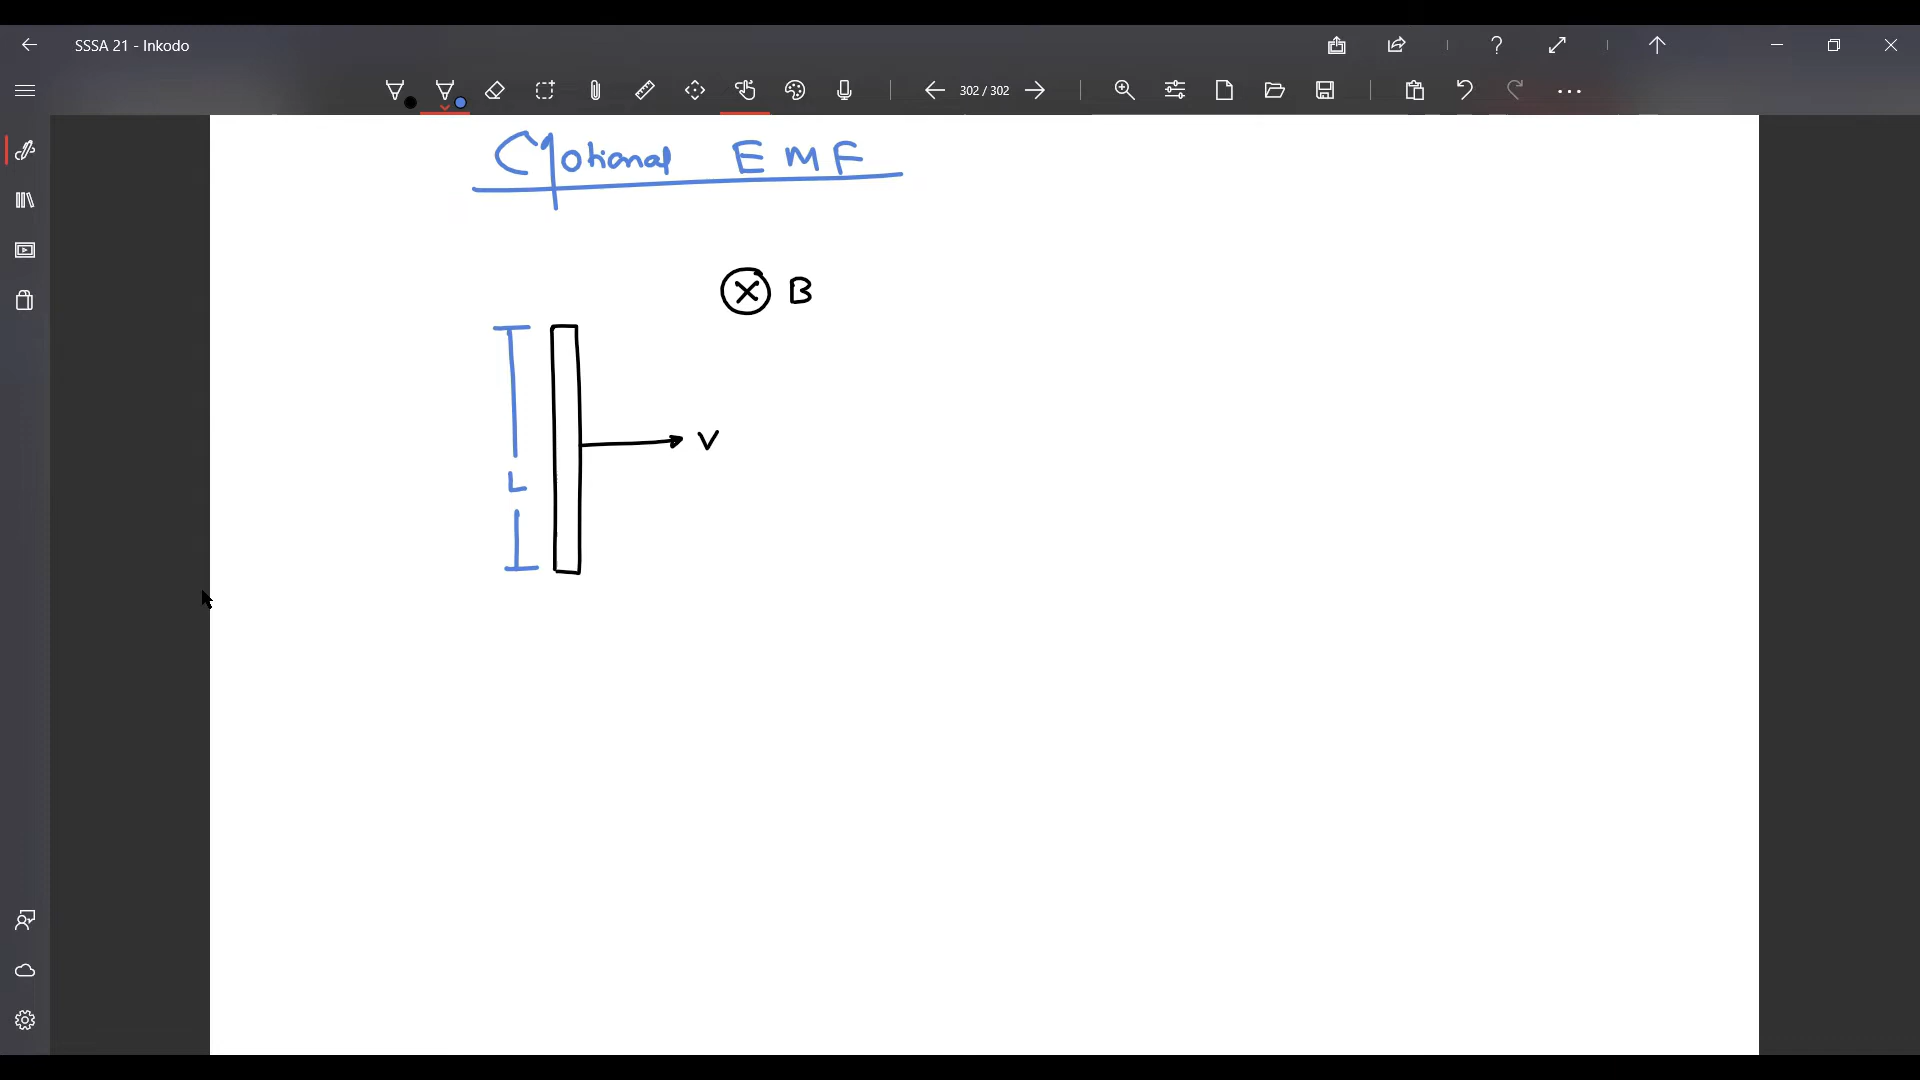 SSSA 21 - Inkodo
302 / 302
Motional EMF
B
V
L